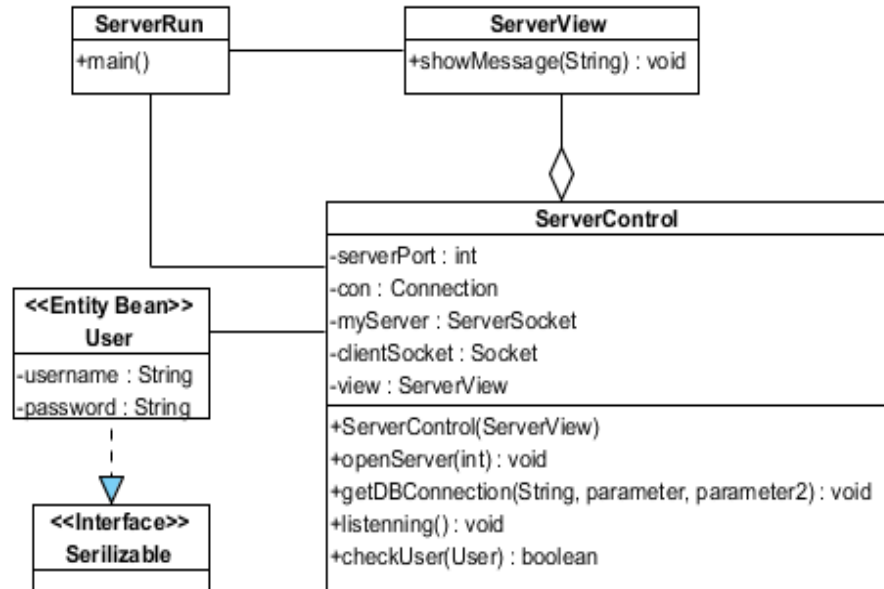 ServerRun
+main()
ServerView
+showMessage(String) : void
ServerControl
-serverPort : int
-con : Connection
-myServer : ServerSocket
-clientSocket : Socket
-view : ServerView
+ServerControl(ServerView)
+openServer(int) : void
+getDBConnection(String, parameter, parameter2) : void
+listenning() : void
+checkUser(User) : boolean
<<Entity Bean>>
User
-username : String
-password : String
<<Interface>>
Serilizable